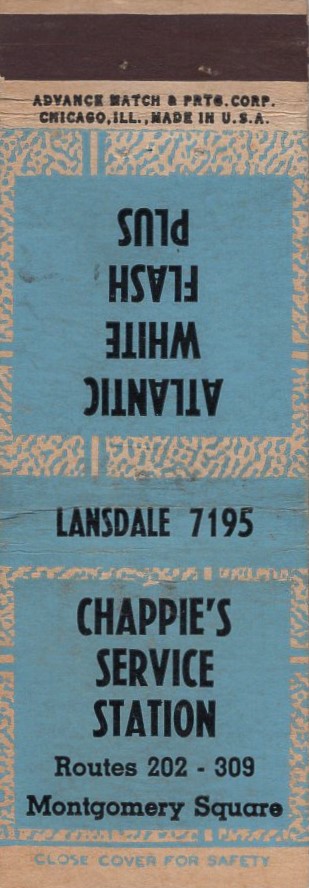 ADVANCE MATCH & PRTG. CORP.
CHICAGO, ILL., MADE IN U.S.A.
ATLANTIC
WHITE
FLASH
PLUS
LANSDALE 7195
CHAPPIE'S
SERVICE
STATION
Routes 202 - 309
Montgomery Square
CLOSE COVER FOR SAFETY